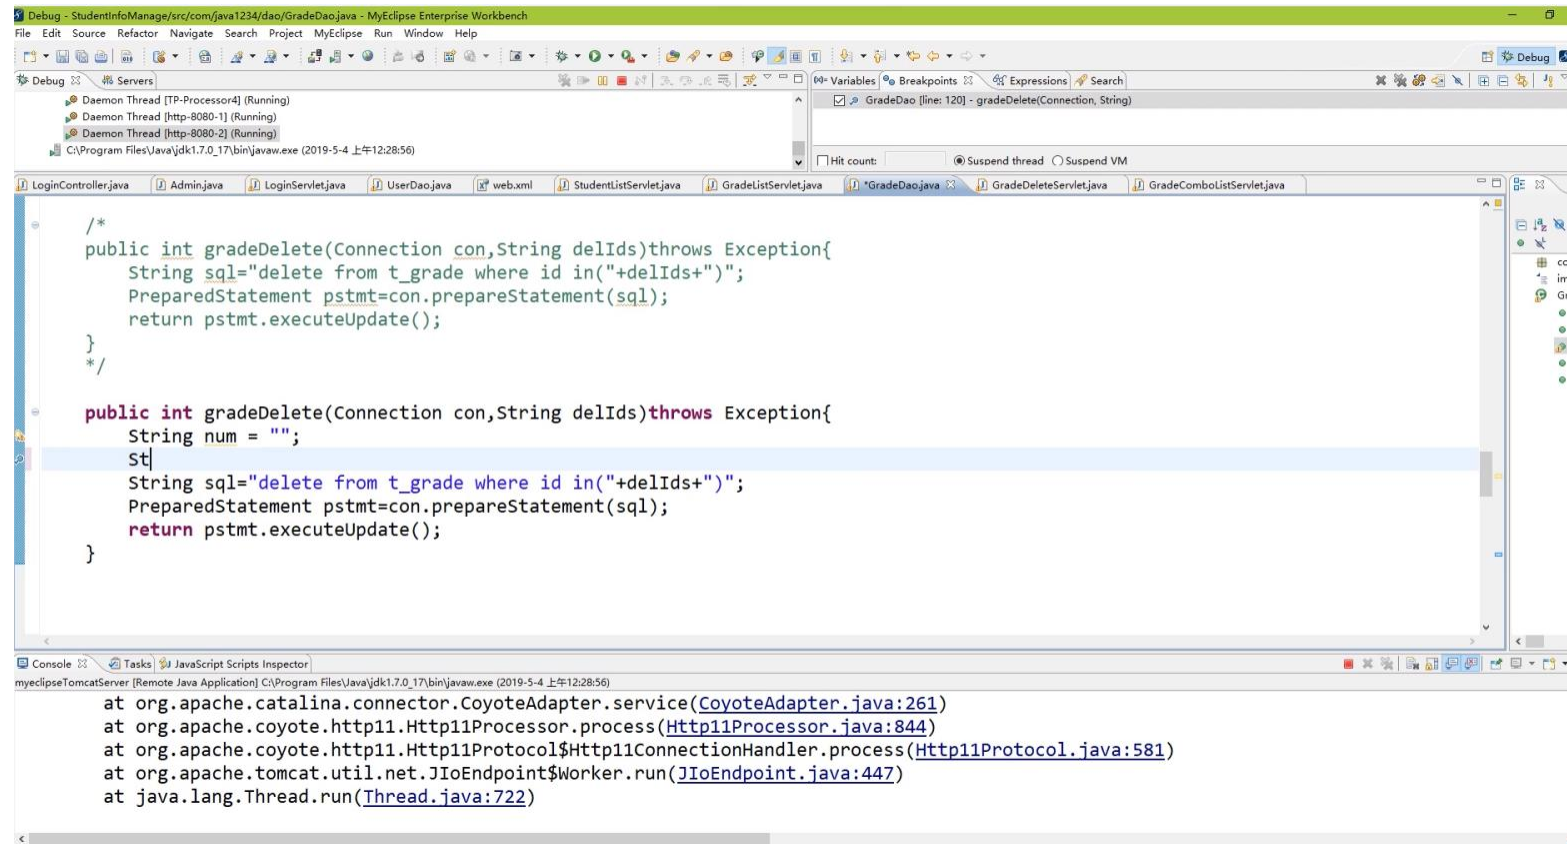 Debug - StudentInfoManage/src/com/java1234/dao/GradeDao.java - MyEclipse Enterprise Workbench
File Edit Source Refactor Navigate Search Project MyEclipse Run Window Help
Debug
Debug Servers
Variables Breakpoints Expressions Search
Daemon Thread [TP-Processor4] (Running)
Daemon Thread [http-8080-1] (Running)
Daemon Thread [http-8080-2] (Running)
C:\Program Files\Java\jdk1.7.0_17\bin\javaw.exe (2019-5-4 上午12:28:56)
GradeDao [line: 120] - gradeDelete(Connection, String)
Hit count: Suspend thread Suspend VM
LoginController.java Admin.java LoginServlet.java UserDao.java web.xml StudentListServlet.java GradeListServlet.java *GradeDao.java GradeDeleteServlet.java GradeComboListServlet.java
/*
public int gradeDelete(Connection con,String delIds)throws Exception{
String sql="delete from t_grade where id in("+delIds+")";
PreparedStatement pstmt=con.prepareStatement(sql);
return pstmt.executeUpdate();
}
*/
public int gradeDelete(Connection con,String delIds)throws Exception{
String num = "";
St
String sql="delete from t_grade where id in("+delIds+")";
PreparedStatement pstmt=con.prepareStatement(sql);
return pstmt.executeUpdate();
}
Console Tasks JavaScript Scripts Inspector
myeclipseTomcatServer [Remote Java Application] C:\Program Files\Java\jdk1.7.0_17\bin\javaw.exe (2019-5-4 上午12:28:56)
at org.apache.catalina.connector.CoyoteAdapter.service(CoyoteAdapter.java:261)
at org.apache.coyote.http11.Http11Processor.process(Http11Processor.java:844)
at org.apache.coyote.http11.Http11Protocol$Http11ConnectionHandler.process(Http11Protocol.java:581)
at org.apache.tomcat.util.net.JIoEndpoint$Worker.run(JIoEndpoint.java:447)
at java.lang.Thread.run(Thread.java:722)